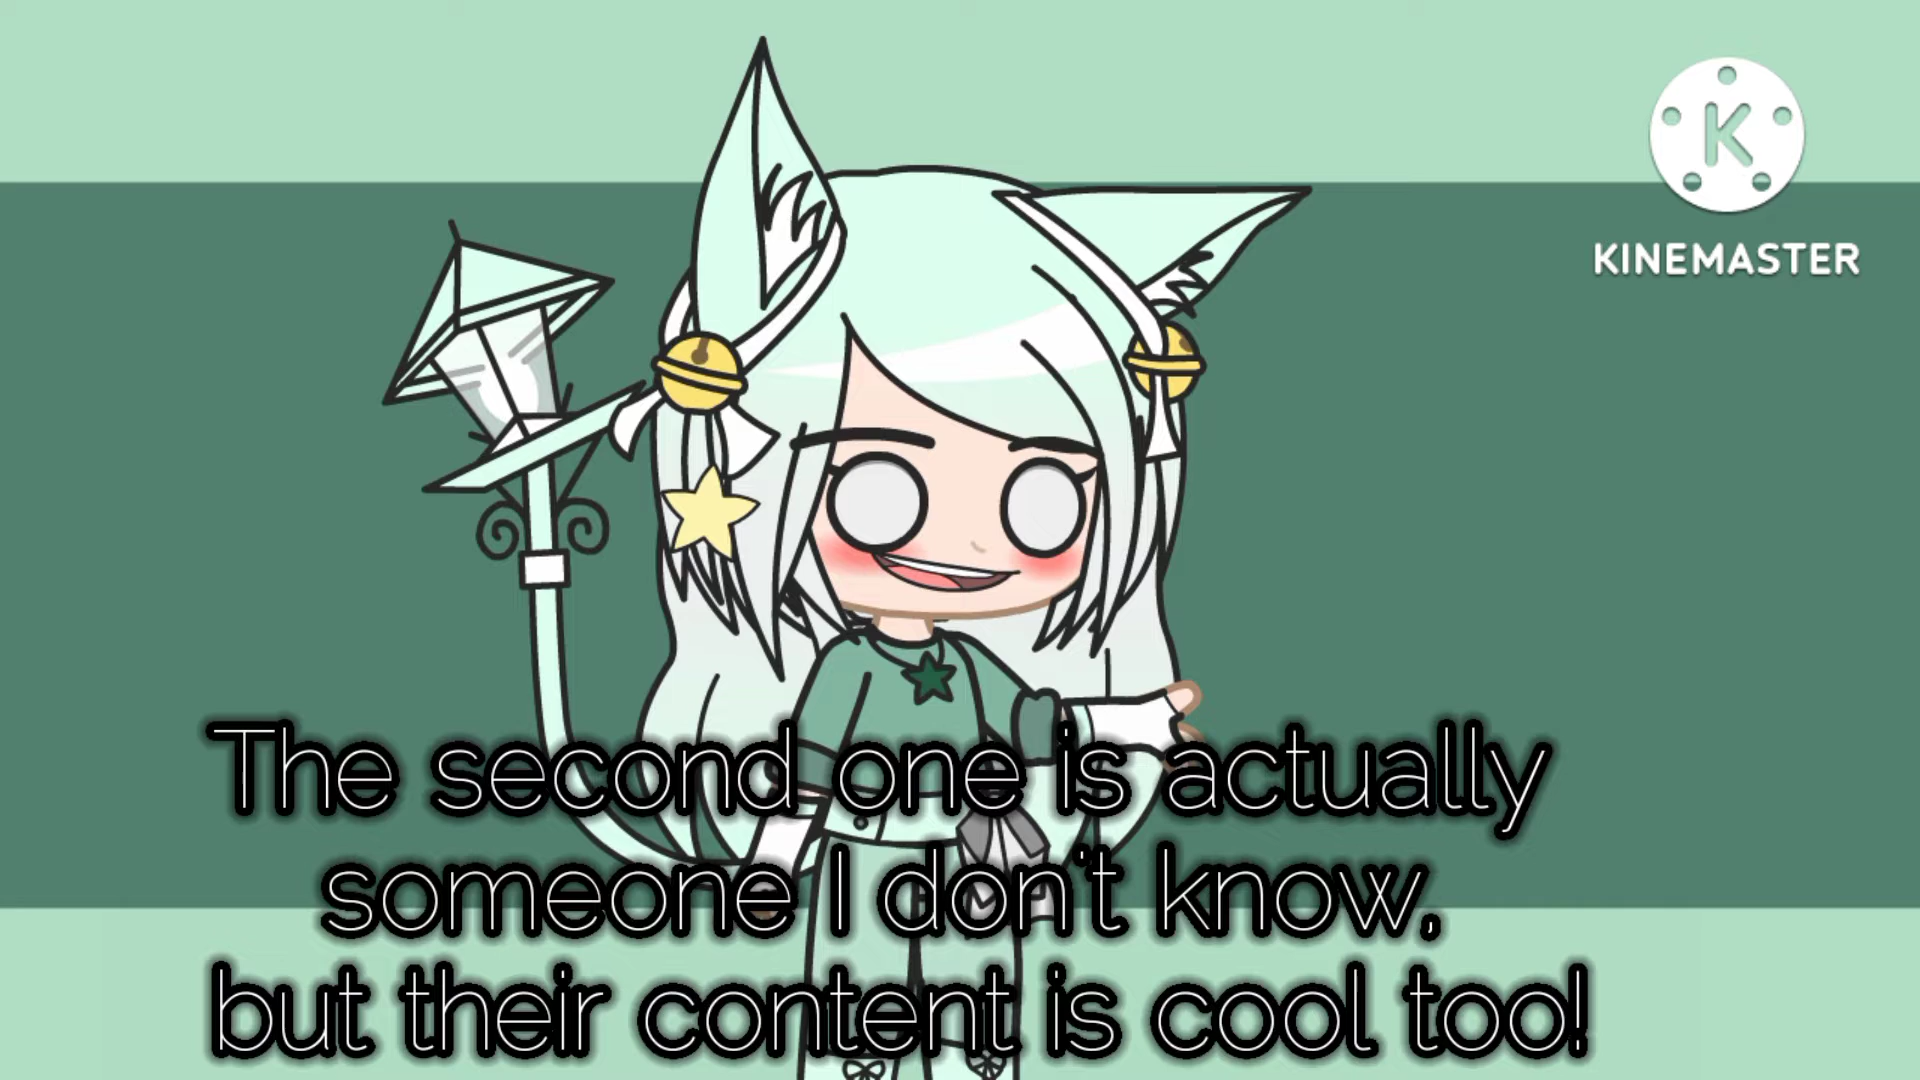 K
KINEMASTER
The second one is actually
someone I don't know,
but their content is cool too!